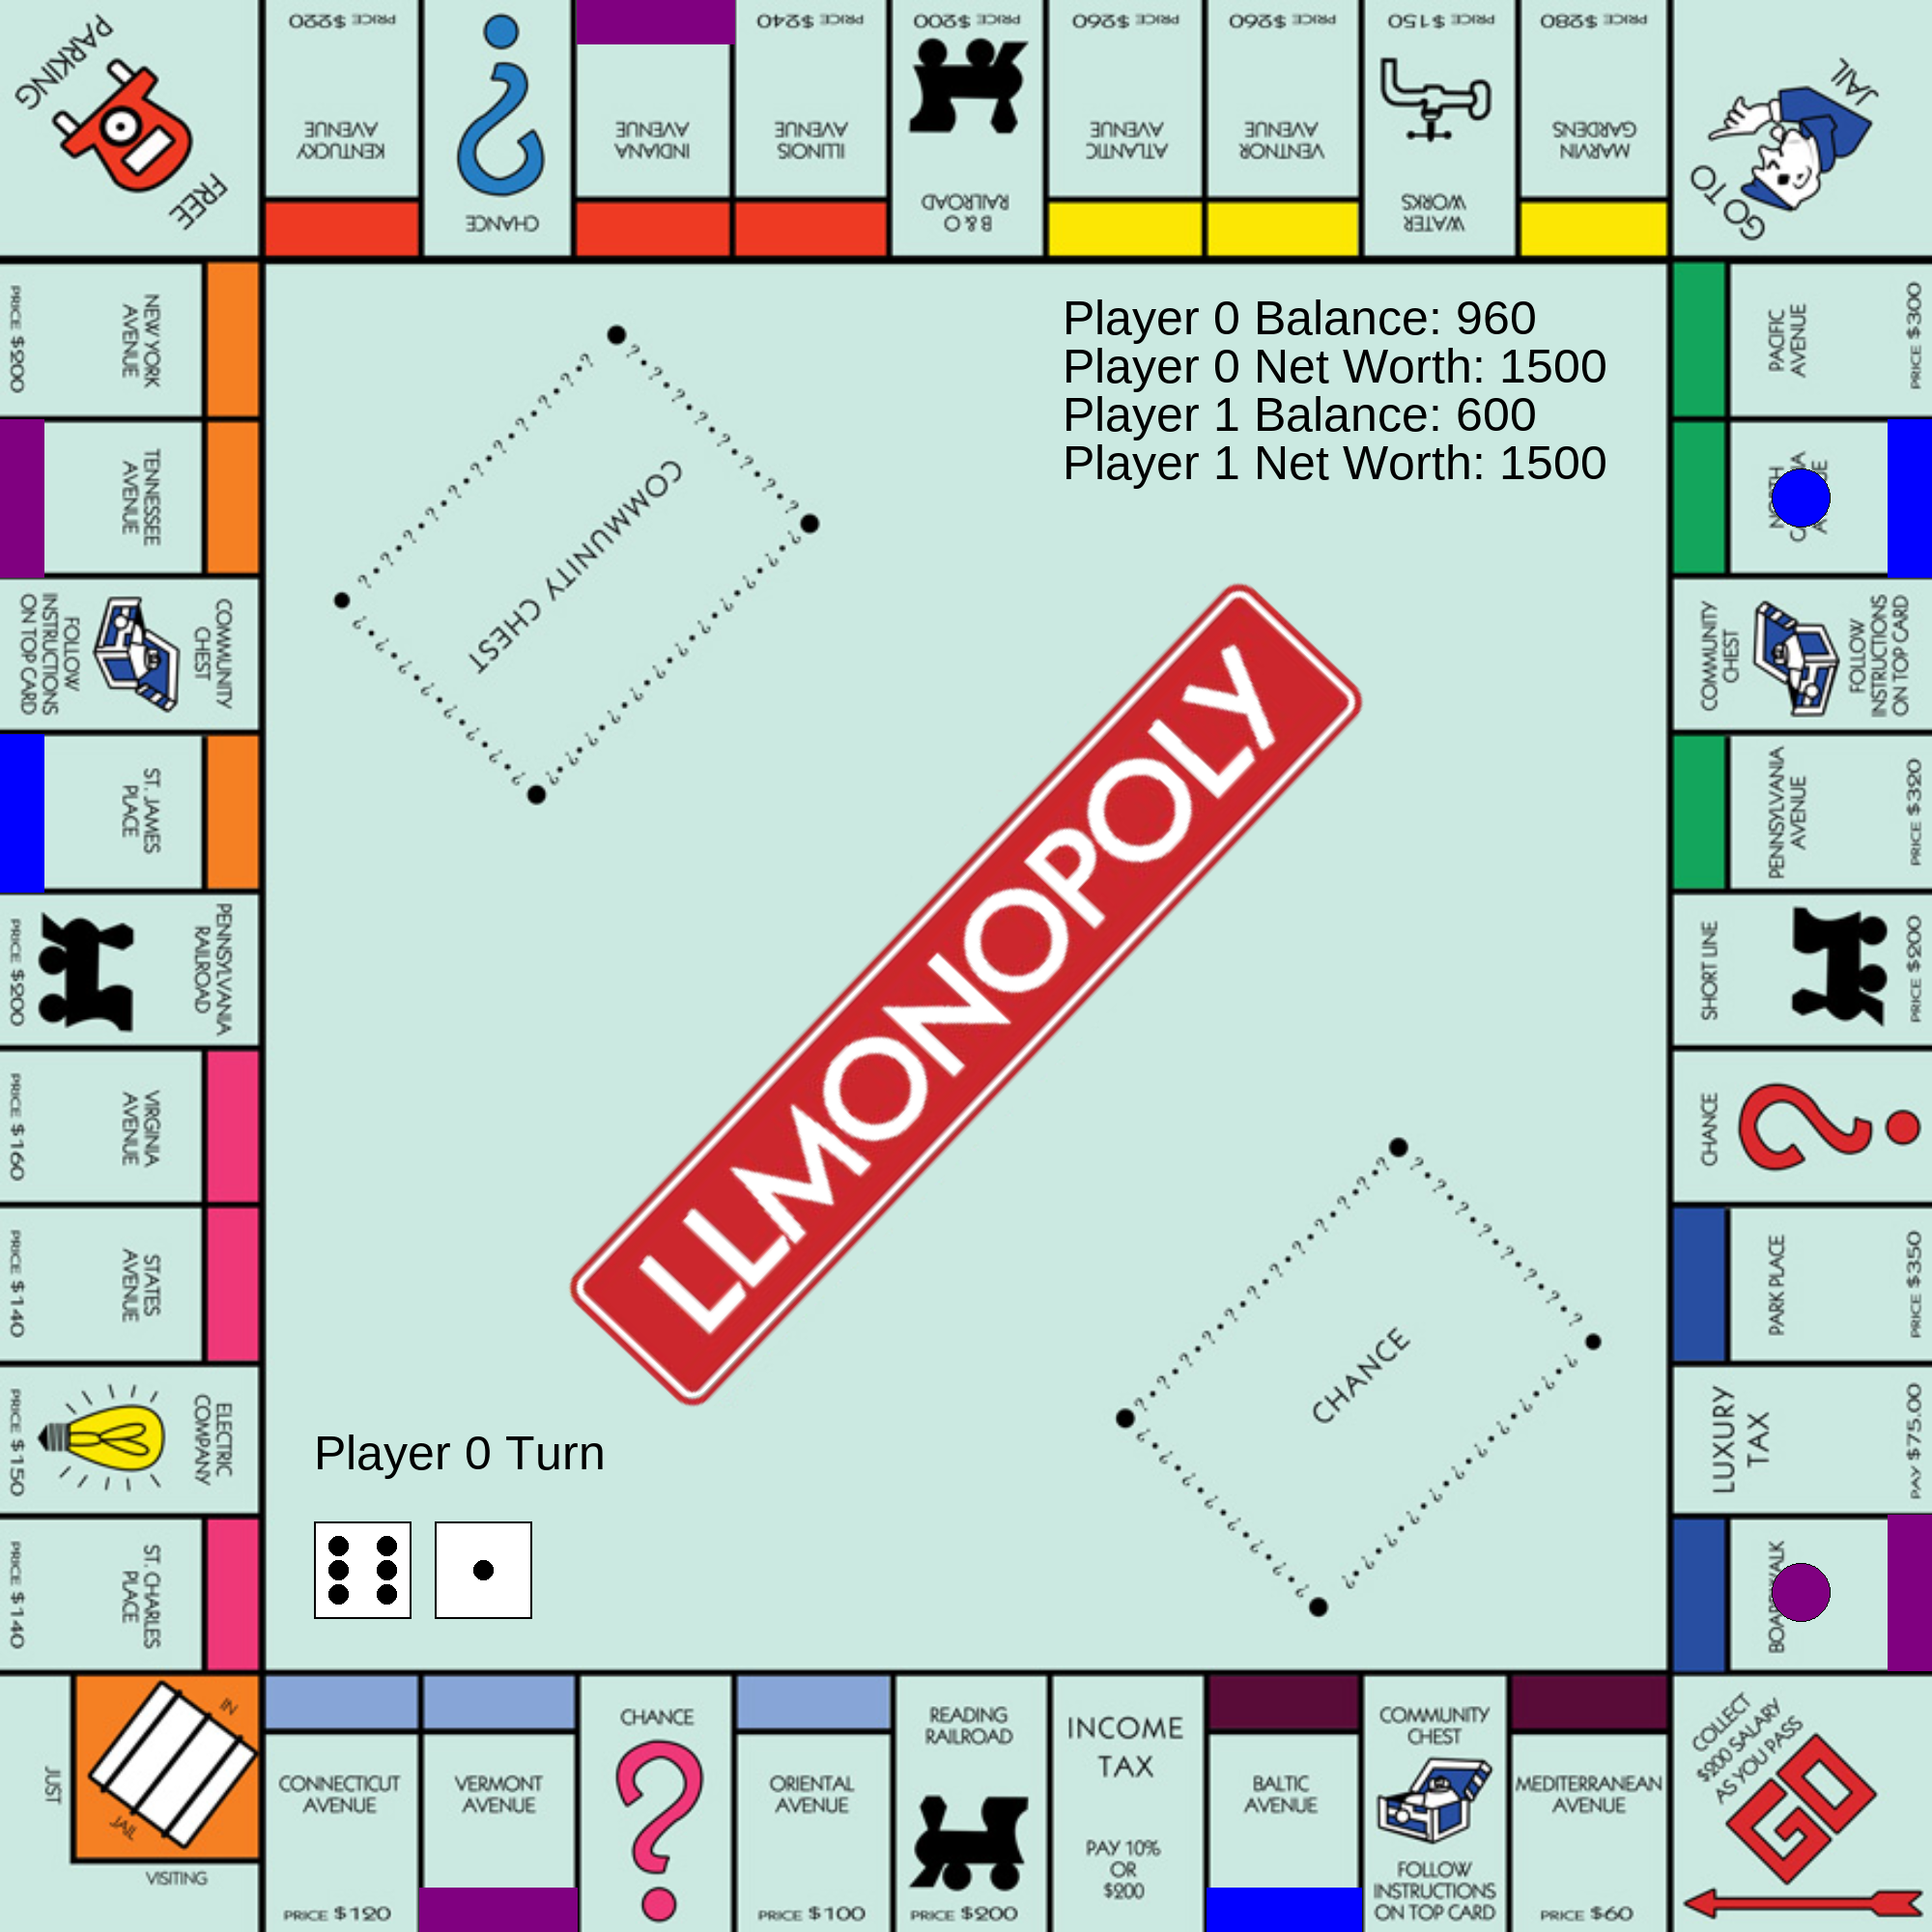 PARKING
FREE
PRICE $220
KENTUCKY
AVENUE
CHANCE
INDIANA
AVENUE
PRICE $240
ILLINOIS
AVENUE
PRICE $200
B & O
RAILROAD
PRICE $260
ATLANTIC
AVENUE
PRICE $260
VENTNOR
AVENUE
PRICE $150
WATER
WORKS
PRICE $280
MARVIN
GARDENS
GO TO
JAIL
NEW YORK
AVENUE
PRICE $200
TENNESSEE
AVENUE
COMMUNITY
CHEST
FOLLOW
INSTRUCTIONS
ON TOP CARD
ST. JAMES
PLACE
PENNSYLVANIA
RAILROAD
PRICE $200
VIRGINIA
AVENUE
PRICE $160
STATES
AVENUE
PRICE $140
ELECTRIC
COMPANY
PRICE $150
ST. CHARLES
PLACE
PRICE $140
Player 0 Balance: 960
Player 0 Net Worth: 1500
Player 1 Balance: 600
Player 1 Net Worth: 1500
COMMUNITY CHEST
LLMONOPOLY
CHANCE
Player 0 Turn
PACIFIC
AVENUE
PRICE $300
COMMUNITY
CHEST
FOLLOW
INSTRUCTIONS
ON TOP CARD
PENNSYLVANIA
AVENUE
PRICE $320
SHORT LINE
PRICE $200
CHANCE
PARK PLACE
PRICE $350
LUXURY
TAX
PAY $75.00
IN
JAIL
JUST
VISITING
CONNECTICUT
AVENUE
PRICE $120
VERMONT
AVENUE
CHANCE
ORIENTAL
AVENUE
PRICE $100
READING
RAILROAD
PRICE $200
INCOME
TAX
PAY 10%
OR
$200
BALTIC
AVENUE
COMMUNITY
CHEST
FOLLOW
INSTRUCTIONS
ON TOP CARD
MEDITERRANEAN
AVENUE
PRICE $60
COLLECT
$200 SALARY
AS YOU PASS
GO